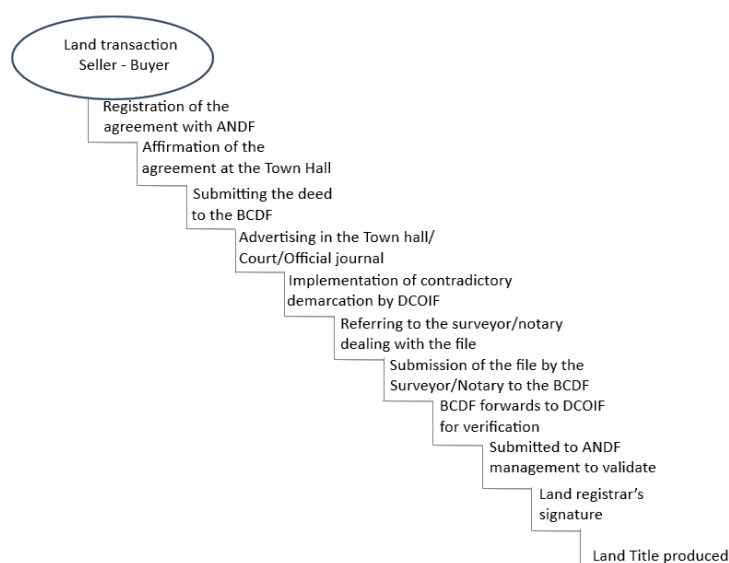 Land transaction
Seller - Buyer
Registration of the
agreement with ANDF
Affirmation of the
agreement at the Town Hall
Submitting the deed
to the BCDF
Advertising in the Town hall/
Court/Official journal
Implementation of contradictory
demarcation by DCOIF
Referring to the surveyor/notary
dealing with the file
Submission of the file by the
Surveyor/Notary to the BCDF
BCDF forwards to DCOIF
for verification
Submitted to ANDF
management to validate
Land registrar's
signature
Land Title produced